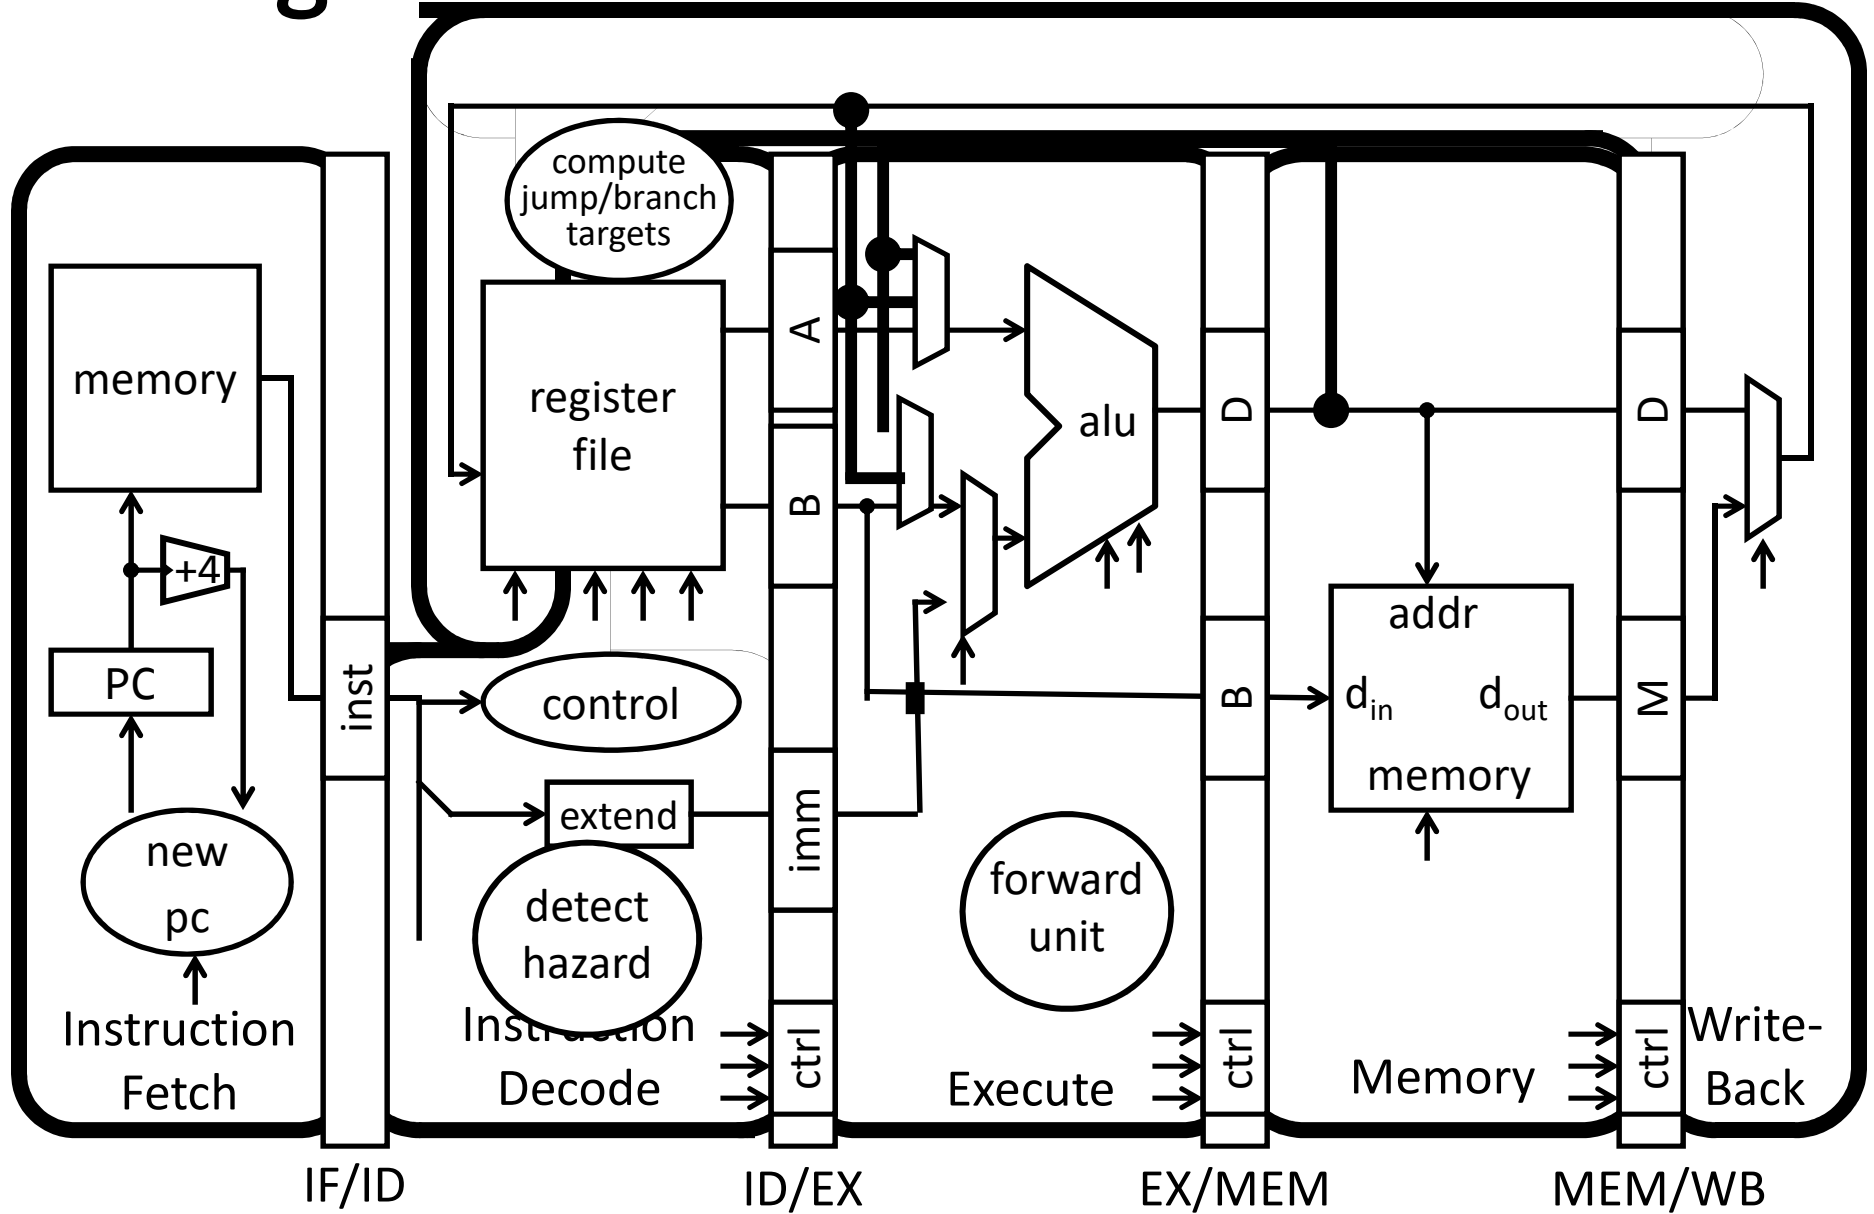 g
compute
jump/branch
targets
memory
register
file
A
B
alu
D
D
+4
PC
inst
control
addr
B
d_in
d_out
M
memory
extend
imm
new
pc
detect
hazard
forward
unit
Instruction
Fetch
Instruction
Decode
ctrl
Execute
ctrl
Memory
ctrl
Write-
Back
IF/ID
ID/EX
EX/MEM
MEM/WB